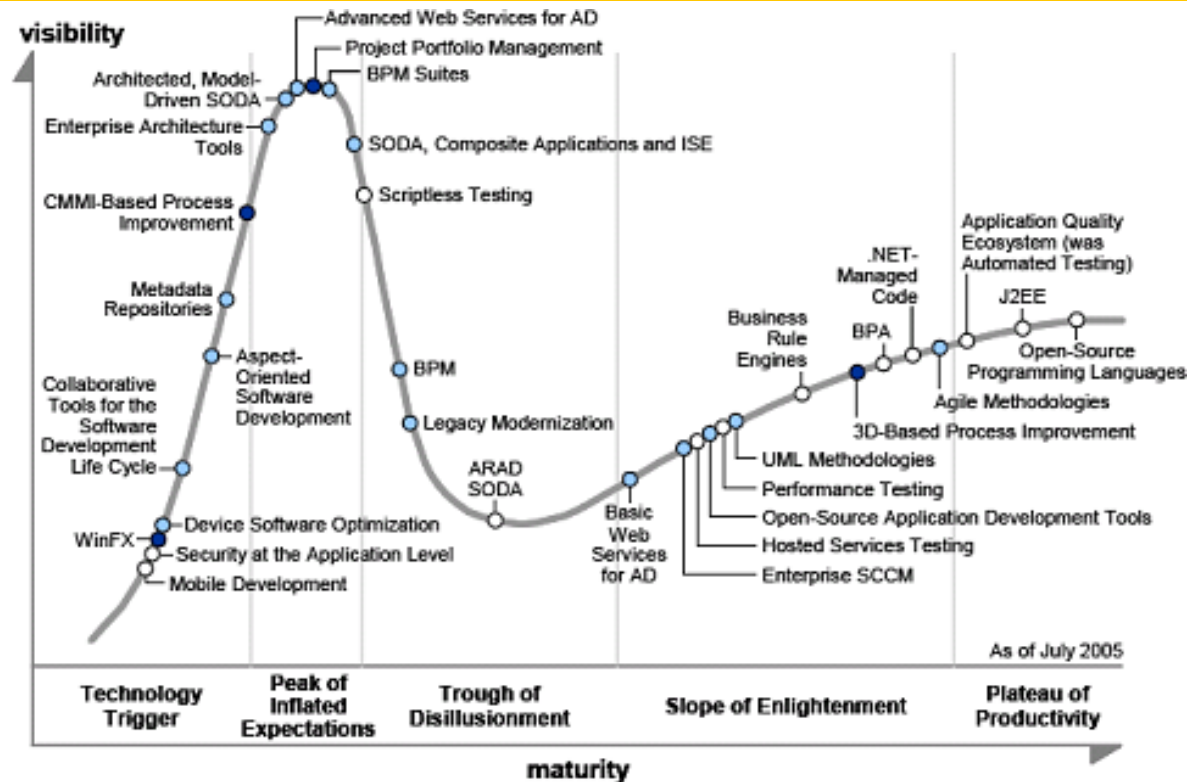 visibility
Advanced Web Services for AD
Project Portfolio Management
BPM Suites
Architected, Model-
Driven SODA
Enterprise Architecture
Tools
SODA, Composite Applications and ISE
CMMI-Based Process
Improvement
Scriptless Testing
Metadata
Repositories
Aspect-
Oriented
Software
Development
Collaborative
Tools for the
Software
Development
Life Cycle
BPM
Legacy Modernization
Device Software Optimization
WinFX
Security at the Application Level
Mobile Development
ARAD
SODA
Basic
Web
Services
for AD
Business
Rule
Engines
BPA
.NET-
Managed
Code
Application Quality
Ecosystem (was
Automated Testing)
J2EE
Open-Source
Programming Languages
Agile Methodologies
3D-Based Process Improvement
UML Methodologies
Performance Testing
Open-Source Application Development Tools
Hosted Services Testing
Enterprise SCCM
As of July 2005
Technology
Trigger
Peak of
Inflated
Expectations
Trough of
Disillusionment
Slope of Enlightenment
Plateau of
Productivity
maturity